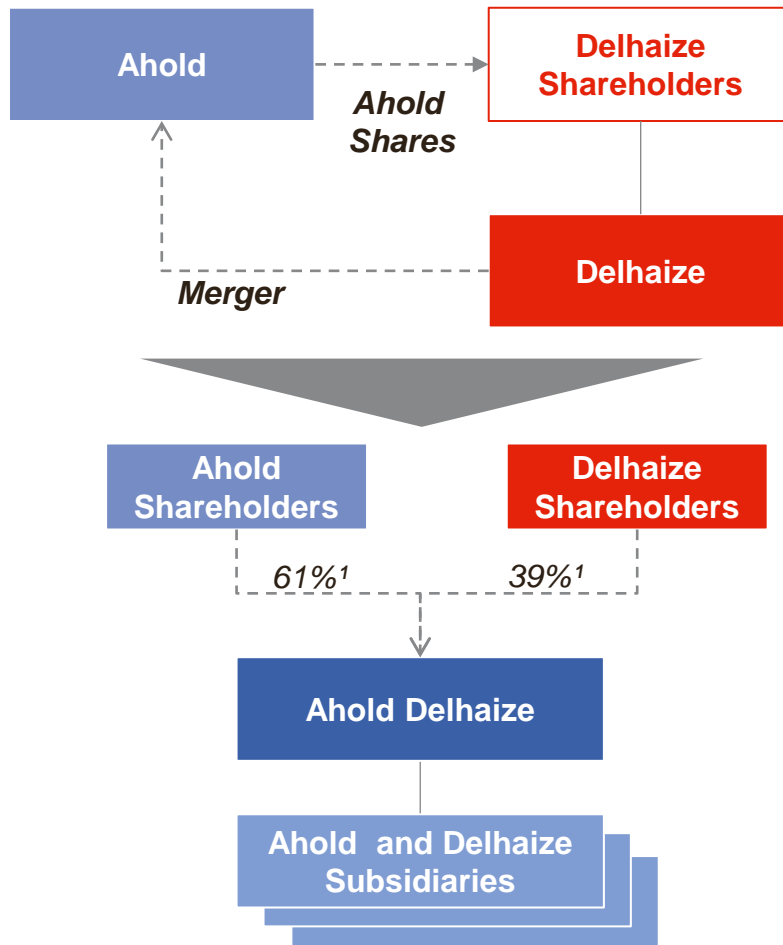 Ahold
Delhaize
Shareholders
Ahold
Shares
Delhaize
Merger
Ahold
Shareholders
Delhaize
Shareholders
61%¹
39%¹
Ahold Delhaize
Ahold and Delhaize
Subsidiaries